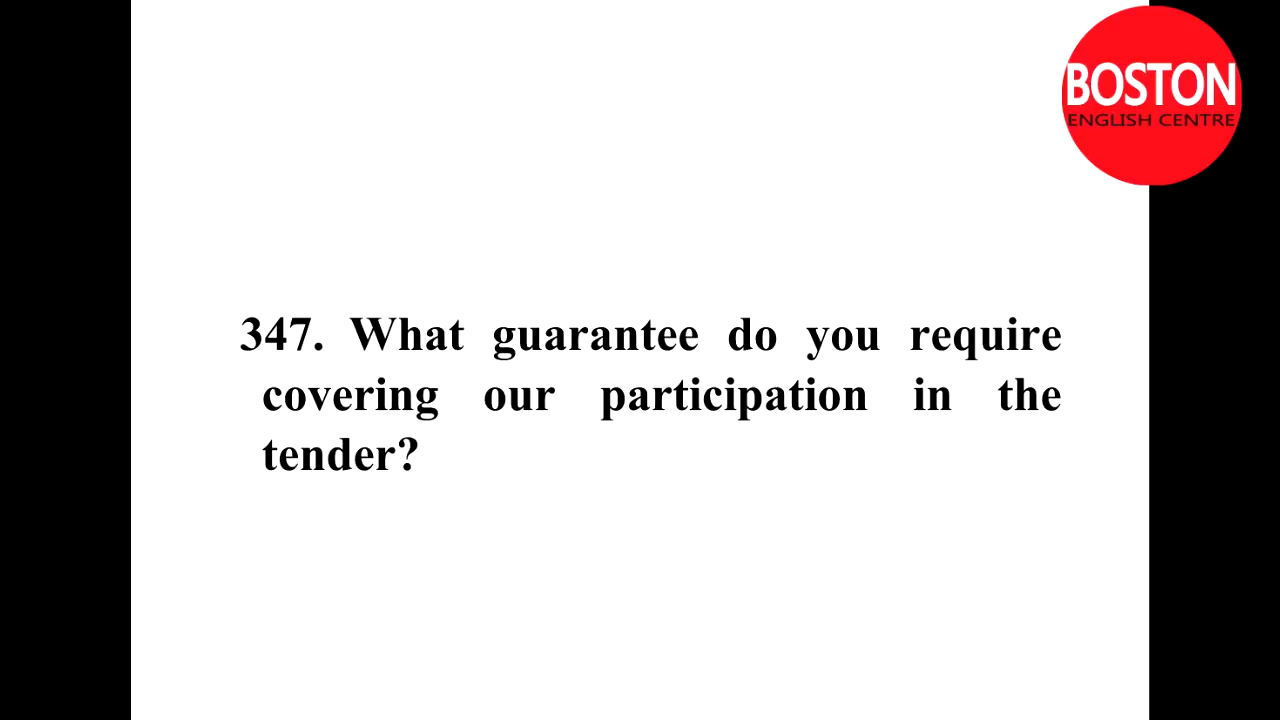 BOSTON
ENGLISH CENTRE
347. What guarantee do you require
covering our participation in the
tender?